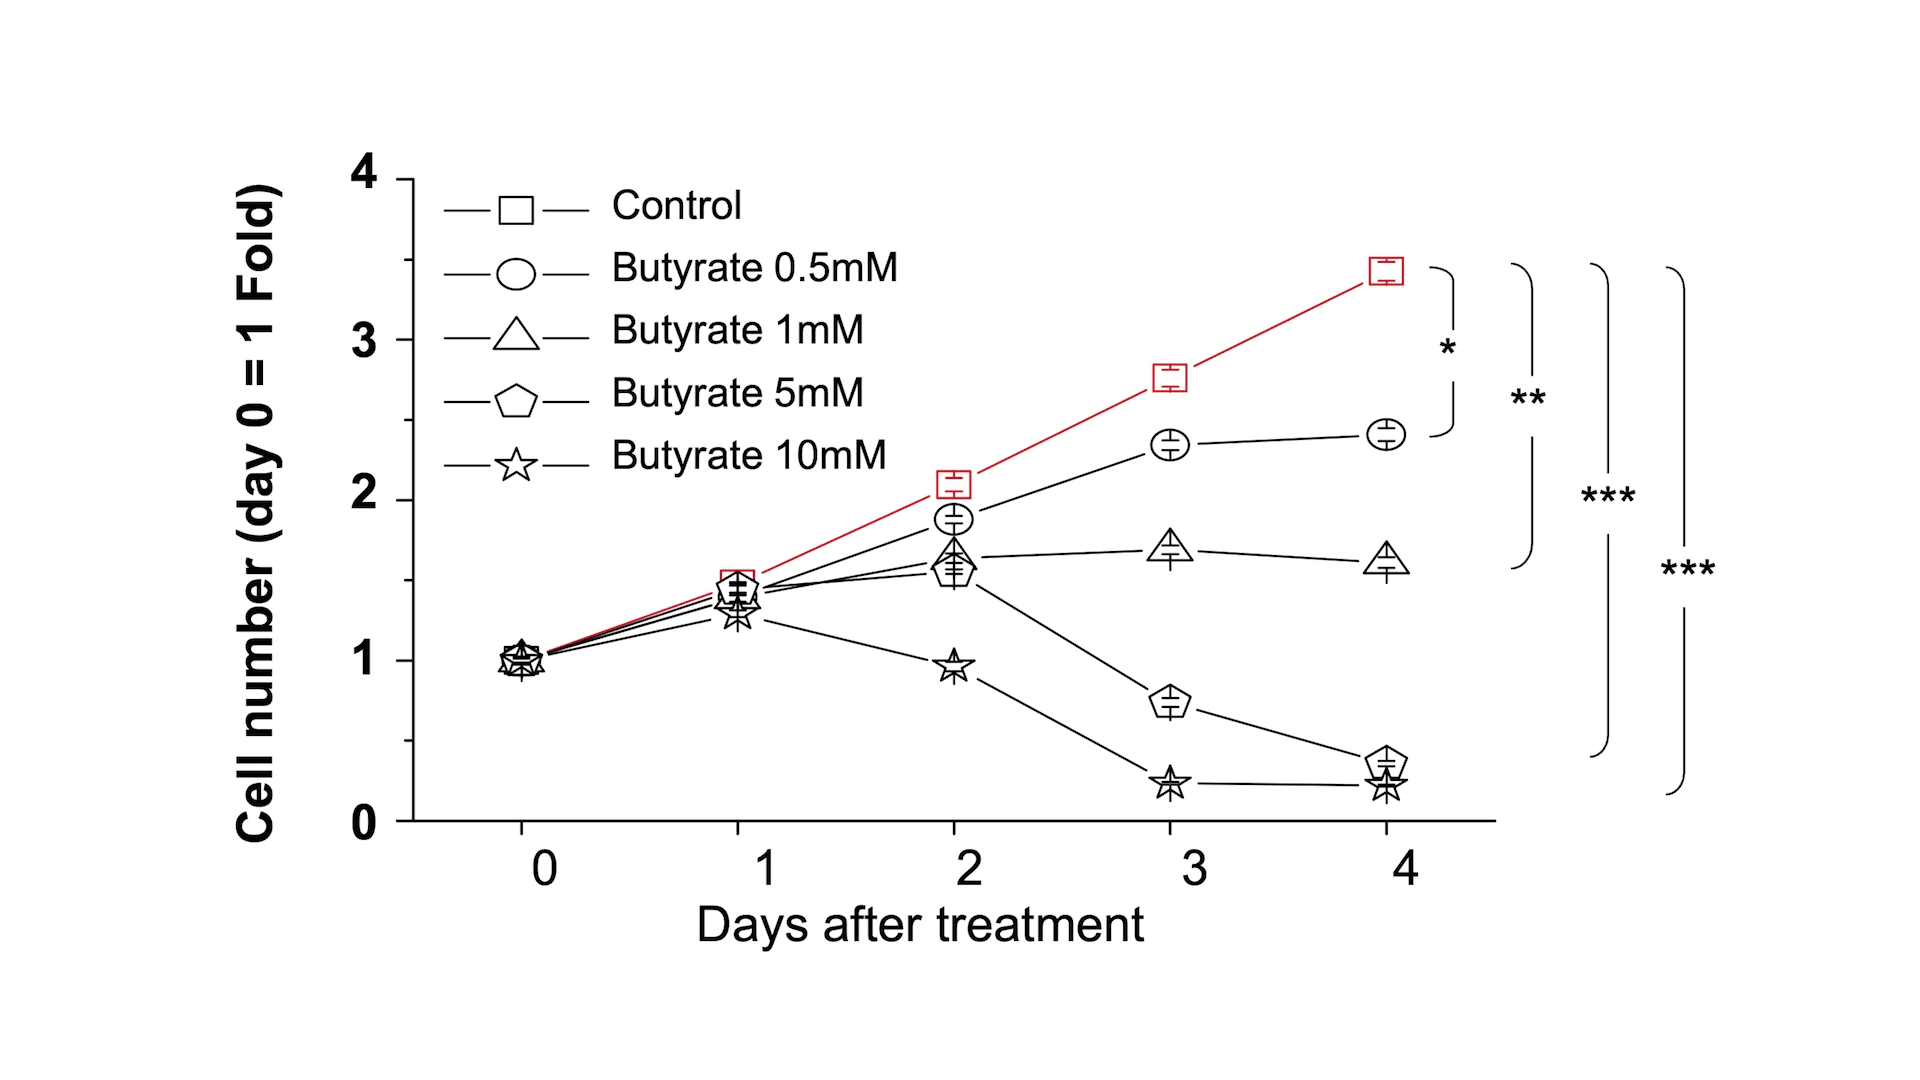 Cell number (day 0 = 1 Fold)
4
3
2
1
0
Control
Butyrate 0.5mM
Butyrate 1mM
Butyrate 5mM
Butyrate 10mM
*
**
***
***
0 1 2 3 4
Days after treatment